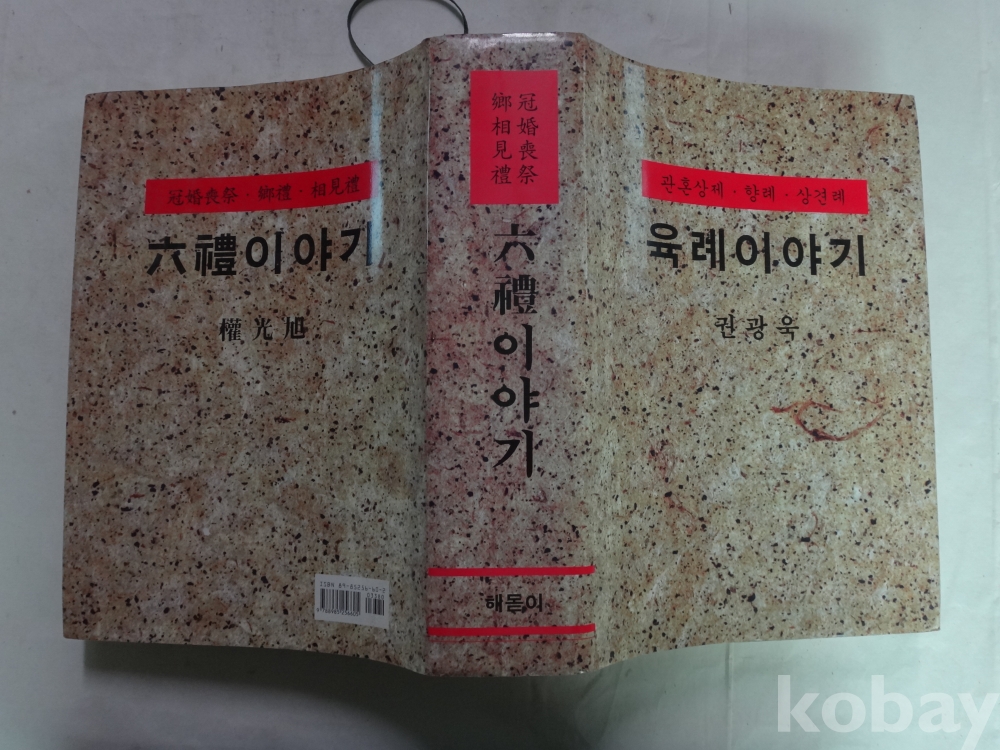 冠婚喪祭 · 鄕禮 · 相見禮
六禮이야기
權光旭
冠婚喪祭
鄕相見禮
六禮이야기
해돋이
관혼상제 · 향례 · 상견례
육례이야기
권광욱
kobay